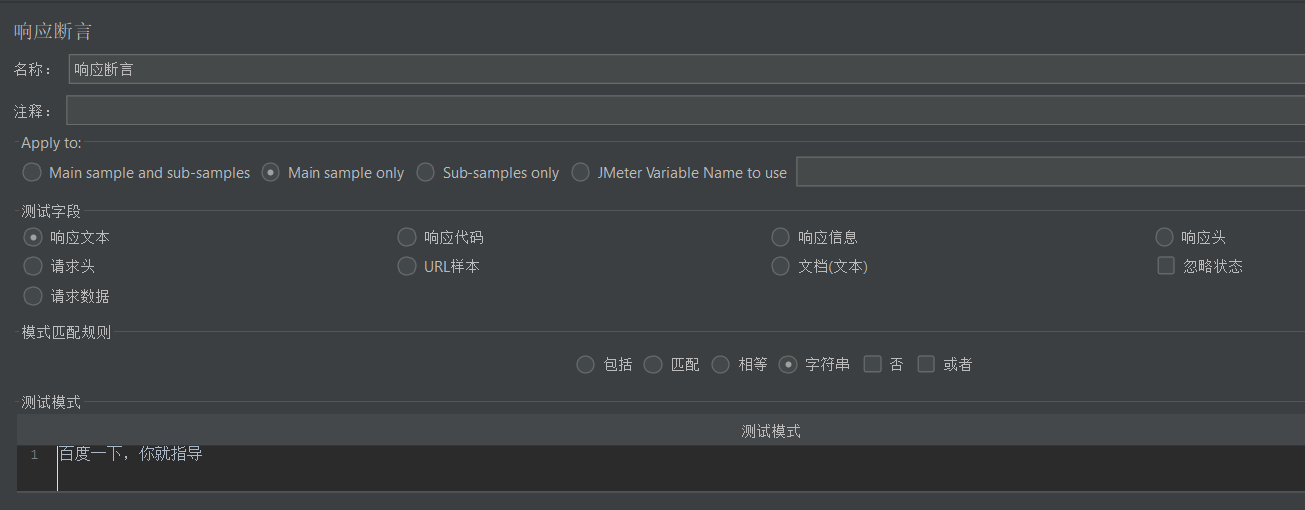 响应断言
名称： 响应断言
注释：
Apply to:
Main sample and sub-samples Main sample only Sub-samples only JMeter Variable Name to use
测试字段
响应文本 响应代码 响应信息 响应头
请求头 URL样本 文档(文本) 忽略状态
请求数据
模式匹配规则
包括 匹配 相等 字符串 否 或者
测试模式
测试模式
1 百度一下，你就指导